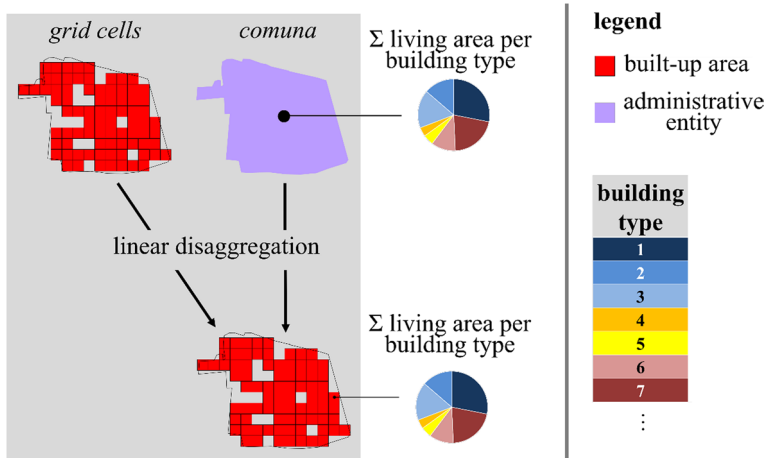 grid cells
comuna
Σ living area per
building type
linear disaggregation
Σ living area per
building type
legend
built-up area
administrative
entity
building
type
1
2
3
4
5
6
7
⋮